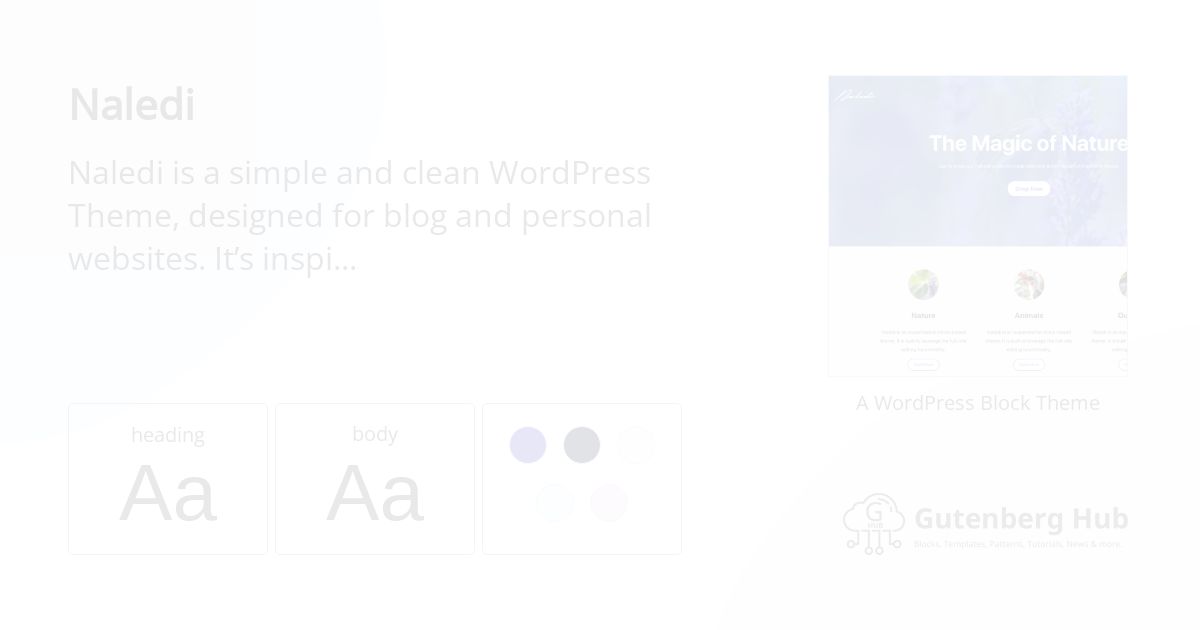 Naledi
Naledi is a simple and clean WordPress
Theme, designed for blog and personal
websites. It’s inspi...
heading
Aa
body
Aa
The Magic of Nature
Shop Now
Nature
Animals
A WordPress Block Theme
G
HUB
Gutenberg Hub
Blocks, Templates, Patterns, Tutorials, News & more..